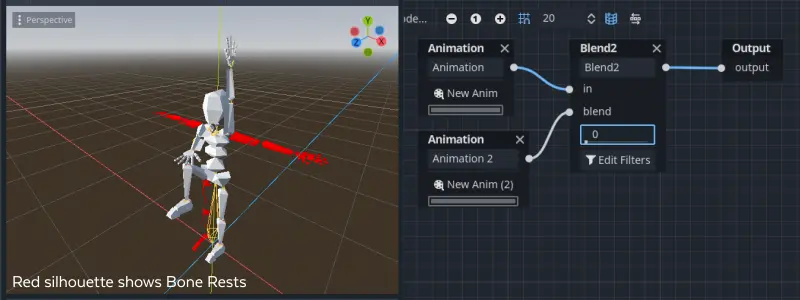 Perspective
Y
Z
X
Red silhouette shows Bone Rests
ode...
1
20
Animation
Animation
New Anim
Animation
Animation 2
New Anim (2)
Blend2
Blend2
in
blend
0
Edit Filters
Output
output